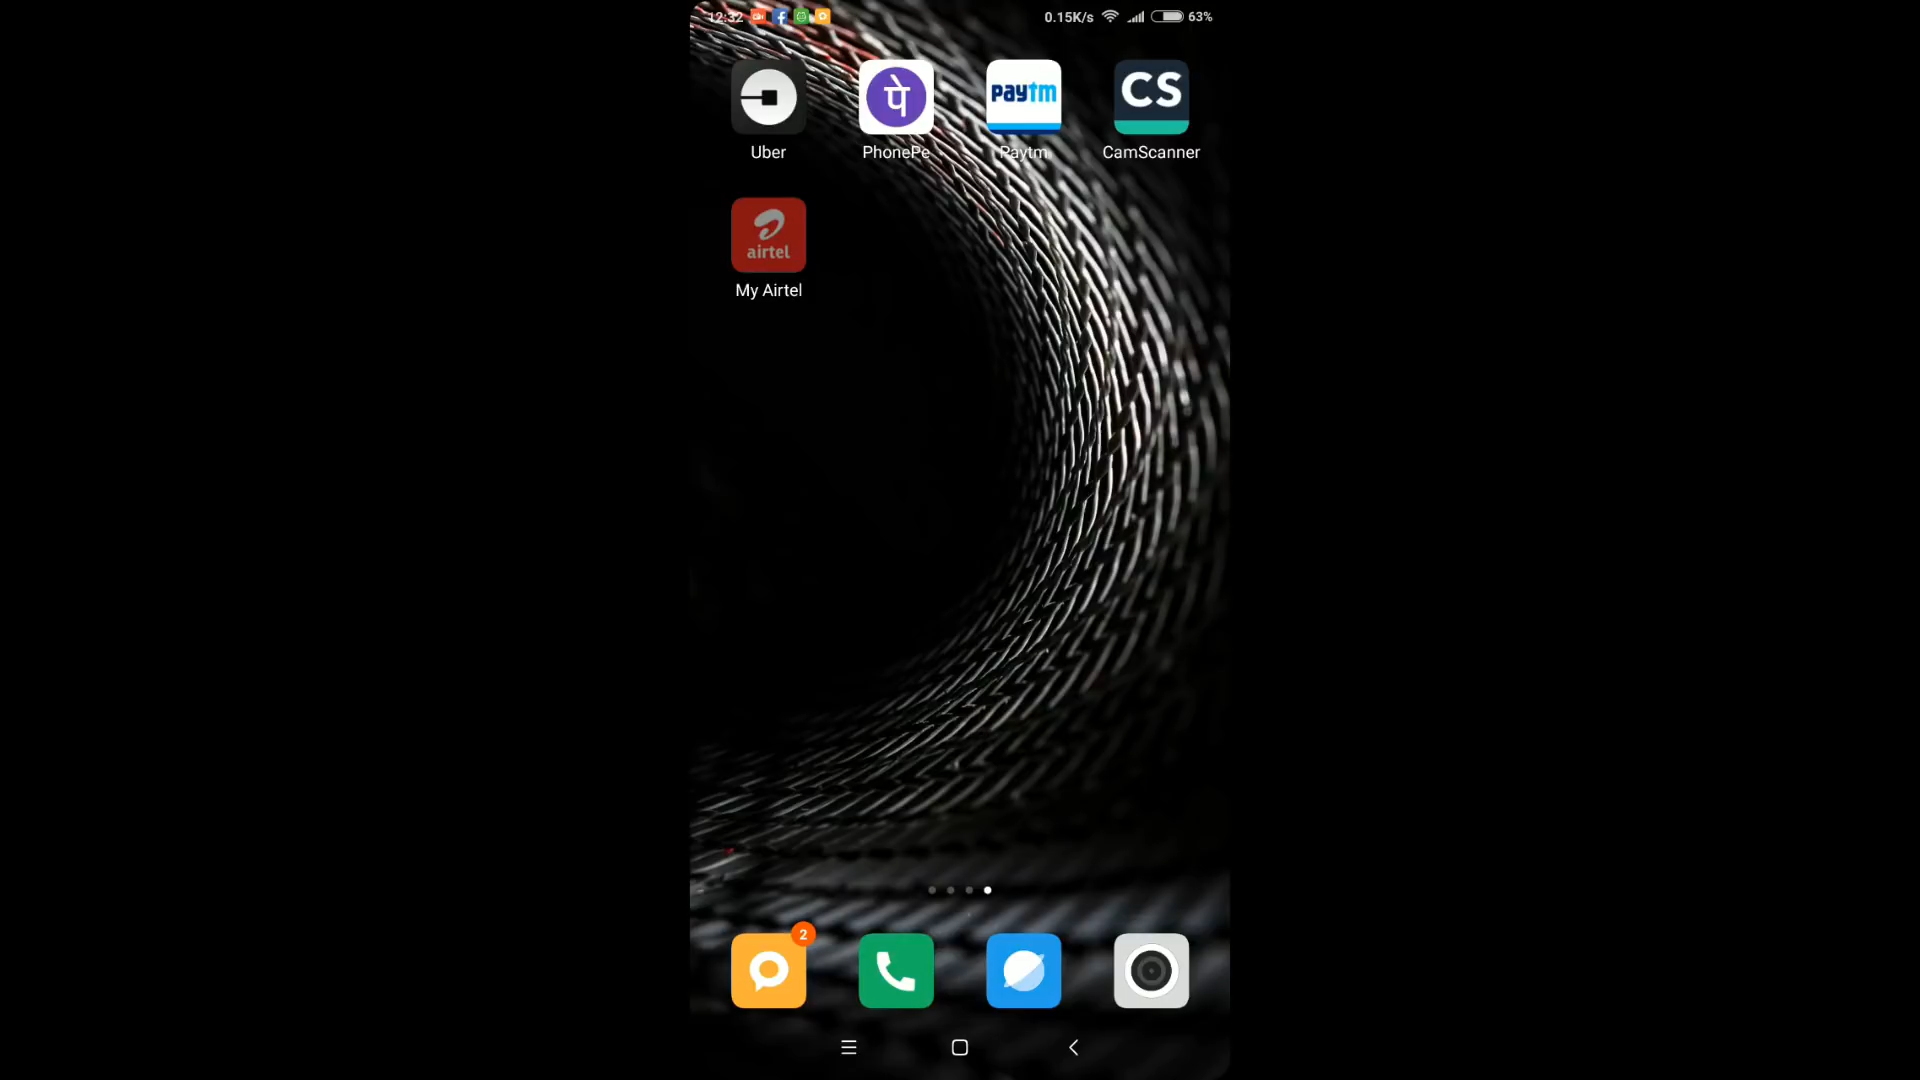 12:32 0.15K/s 63%
पे paytm CS
Uber PhonePe Paytm CamScanner
airtel
My Airtel
2